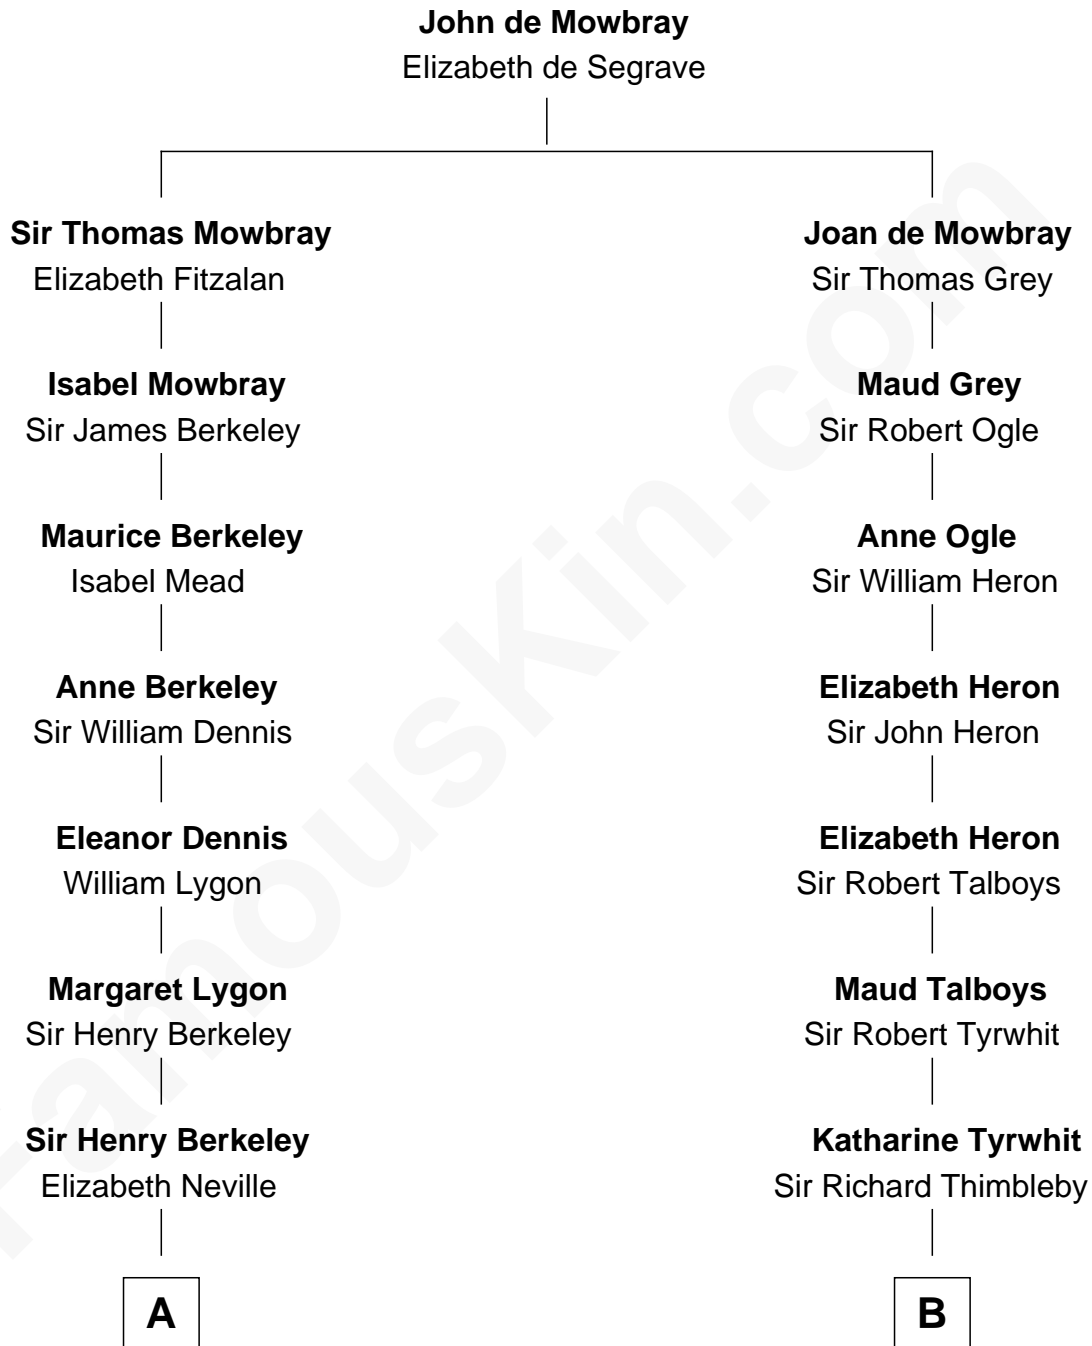 John de Mowbray
Elizabeth de Segrave
Sir Thomas Mowbray
Elizabeth Fitzalan
Joan de Mowbray
Sir Thomas Grey
Isabel Mowbray
Sir James Berkeley
Maud Grey
Sir Robert Ogle
Maurice Berkeley
Isabel Mead
Anne Ogle
Sir William Heron
Anne Berkeley
Sir William Dennis
Elizabeth Heron
Sir John Heron
Eleanor Dennis
William Lygon
Elizabeth Heron
Sir Robert Talboys
Margaret Lygon
Sir Henry Berkeley
Maud Talboys
Sir Robert Tyrwhit
Sir Henry Berkeley
Elizabeth Neville
Katharine Tyrwhit
Sir Richard Thimbleby
A
B
FamousKin.com